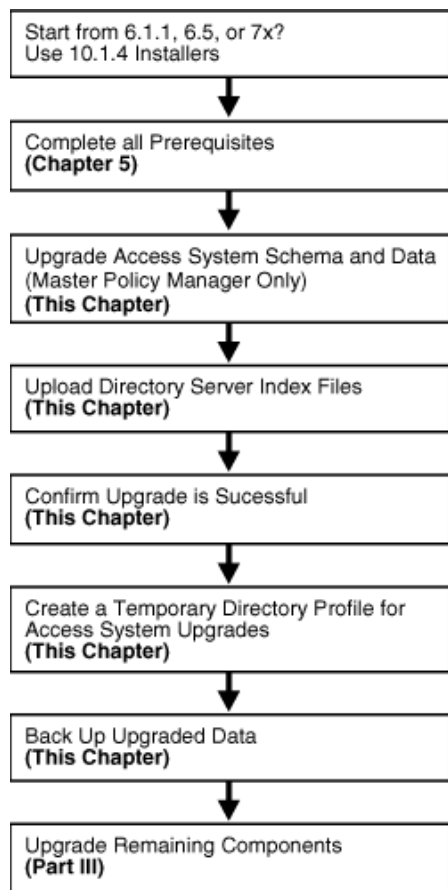 Start from 6.1.1, 6.5, or 7x?
Use 10.1.4 Installers
Complete all Prerequisites
(Chapter 5)
Upgrade Access System Schema and Data
(Master Policy Manager Only)
(This Chapter)
Upload Directory Server Index Files
(This Chapter)
Confirm Upgrade is Sucessful
(This Chapter)
Create a Temporary Directory Profile for
Access System Upgrades
(This Chapter)
Back Up Upgraded Data
(This Chapter)
Upgrade Remaining Components
(Part III)